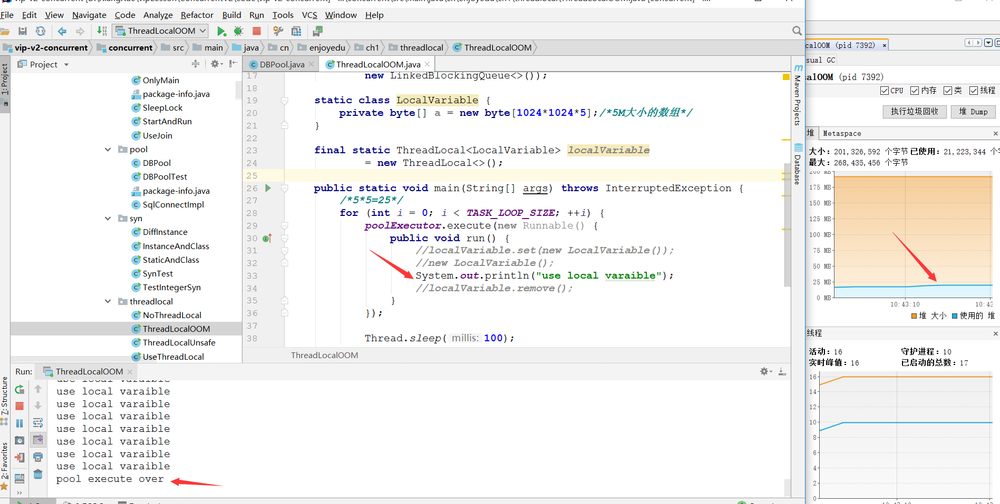 File Edit View Navigate Code Analyze Refactor Build Run Tools VCS Window Help
ThreadLocalOOM
vip-v2-concurrent concurrent src main java cn enjoyedu ch1 threadlocal ThreadLocalOOM
1: Project
Project
OnlyMain
package-info.java
SleepLock
StartAndRun
UseJoin
pool
DBPool
DBPoolTest
package-info.java
SqlConnectImpl
syn
DiffInstance
InstanceAndClass
StaticAndClass
SynTest
TestIntegerSyn
threadlocal
NoThreadLocal
ThreadLocalOOM
ThreadLocalUnsafe
UseThreadLocal
DBPool.java ThreadLocalOOM.java
17 new LinkedBlockingQueue<>());
18
19 static class LocalVariable {
20 private byte[] a = new byte[1024*1024*5];/*5M大小的数组*/
21 }
22
23 final static ThreadLocal<LocalVariable> localVariable
24 = new ThreadLocal<>();
25
26 public static void main(String[] args) throws InterruptedException {
27 /*5*5=25*/
28 for (int i = 0; i < TASK_LOOP_SIZE; ++i) {
29 poolExecutor.execute(new Runnable() {
30 public void run() {
31 //localVariable.set(new LocalVariable());
32 //new LocalVariable();
33 System.out.println("use local varaible");
34 //localVariable.remove();
35 }
36 });
37
38 Thread.sleep( millis: 100);
ThreadLocalOOM
Maven Projects
Database
Run: ThreadLocalOOM
use local varaible
use local varaible
use local varaible
use local varaible
use local varaible
use local varaible
use local varaible
use local varaible
pool execute over
7: Structure
2: Favorites
calOOM (pid 7392)
sual GC
alOOM (pid 7392)
CPU 内存 类 线程
执行垃圾回收 堆 Dump
堆 Metaspace
大小: 201,326,592 个字节 已使用: 21,223,344 个
最大: 268,435,456 个字节
200 MB
175 MB
150 MB
125 MB
100 MB
75 MB
50 MB
25 MB
0 MB
10:43:10 10:43
堆 大小 使用的 堆
线程
活动: 16 守护进程: 10
实时峰值: 16 已启动的总数: 17
16
14
12
10
8
6
4
2
0